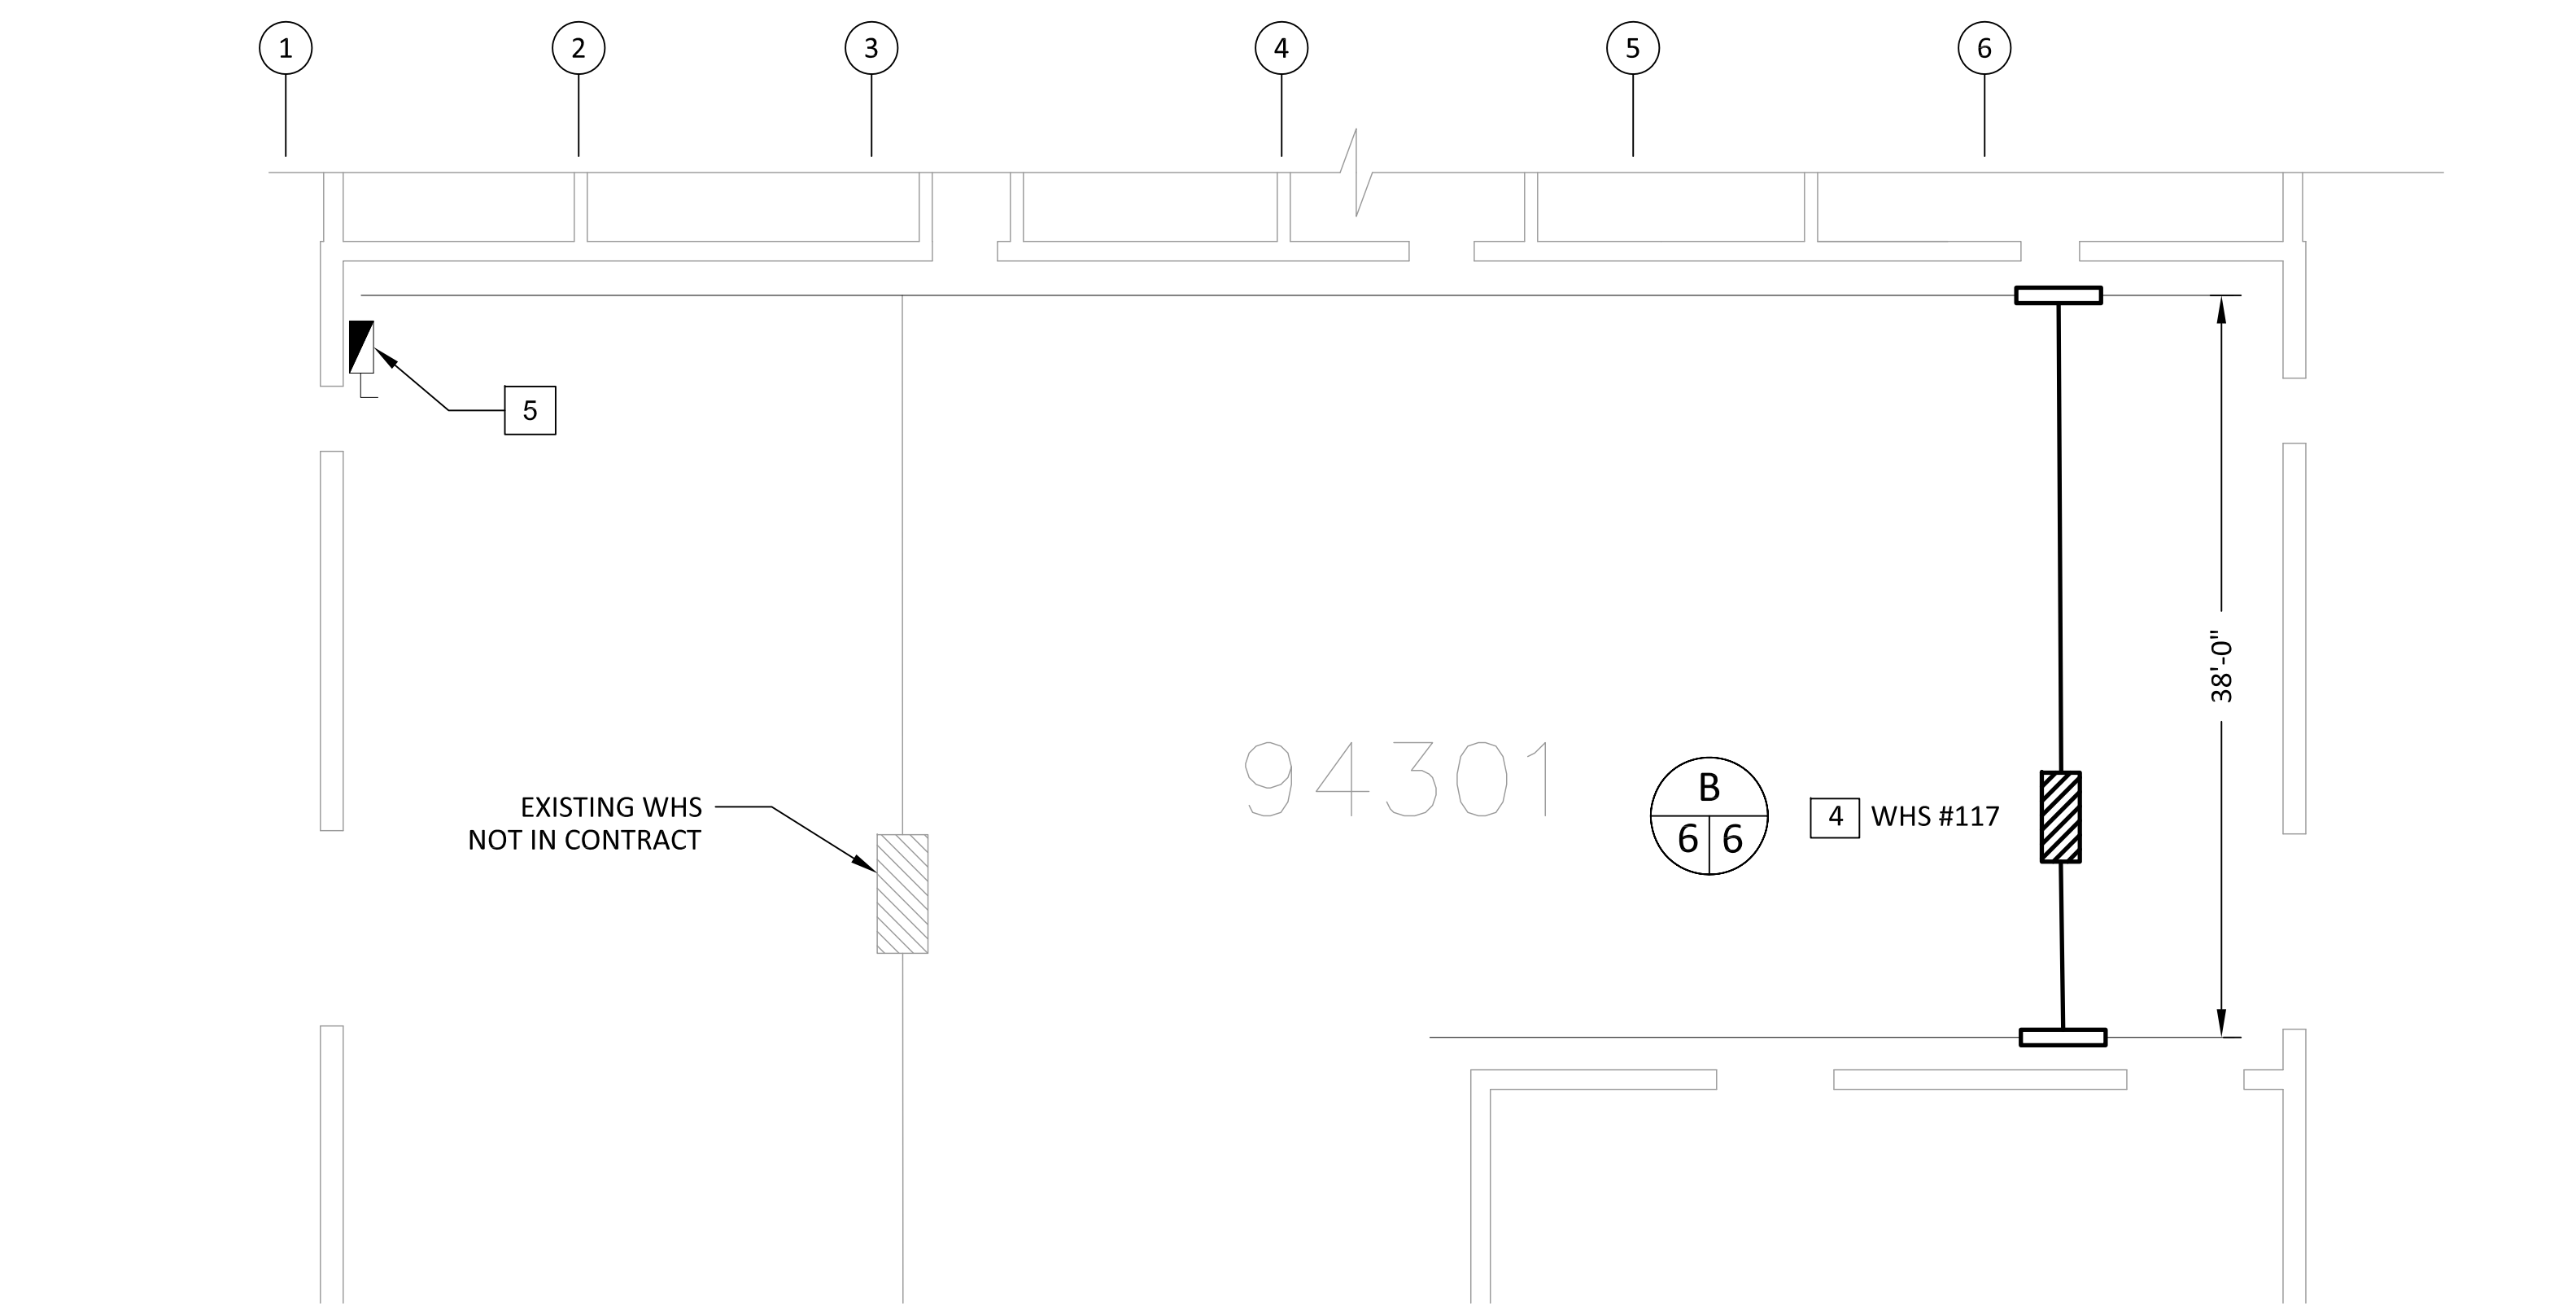 1 2 3 4 5 6
5
38'-0"
94301
EXISTING WHS
NOT IN CONTRACT
B
6 6
4 WHS #117